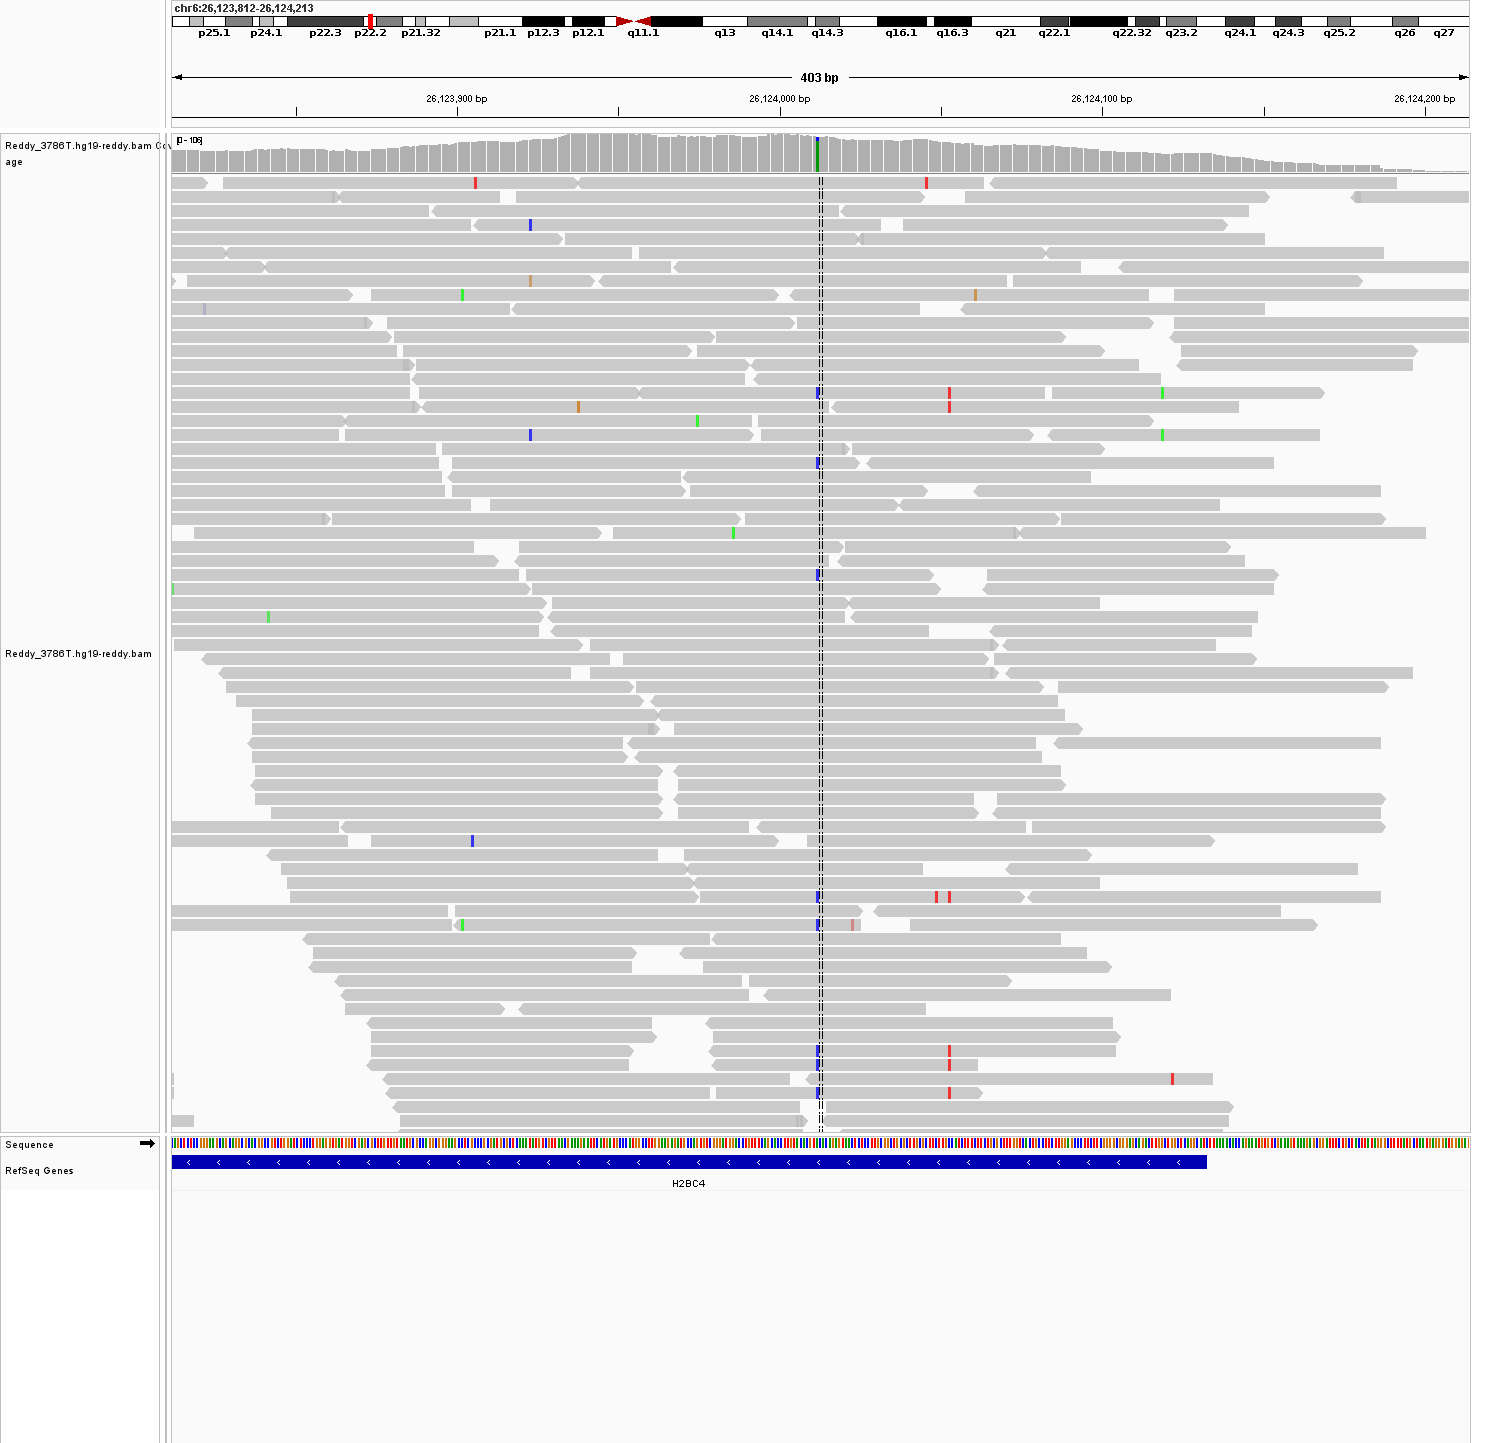 chr6:26,123,812-26,124,213
p25.1 p24.1 p22.3 p22.2 p21.32 p21.1 p12.3 p12.1 q11.1 q13 q14.1 q14.3 q16.1 q16.3 q21 q22.1 q22.32 q23.2 q24.1 q24.3 q25.2 q26 q27
403 bp
26,123,900 bp 26,124,000 bp 26,124,100 bp 26,124,200 bp
Reddy_3786T.hg19-reddy.bam Cov
age
[0 - 106]
Reddy_3786T.hg19-reddy.bam
Sequence
RefSeq Genes
H2BC4